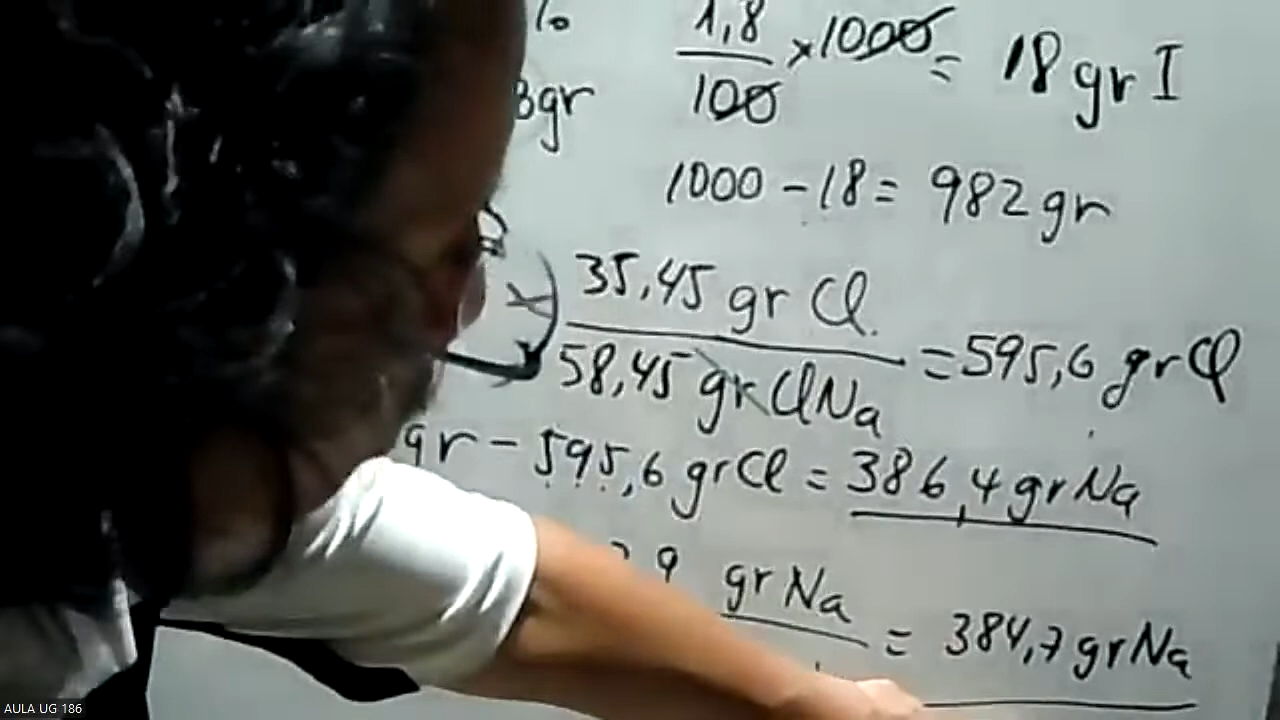 %
1,8
100 × 1000 = 18 gr I
gr
1000 - 18 = 982 gr
35,45 gr Cl
58,45 gr ClNa = 595,6 gr Cl
gr - 595,6 gr Cl = 386,4 gr Na
gr Na
= 384,7 gr Na
AULA UG 186